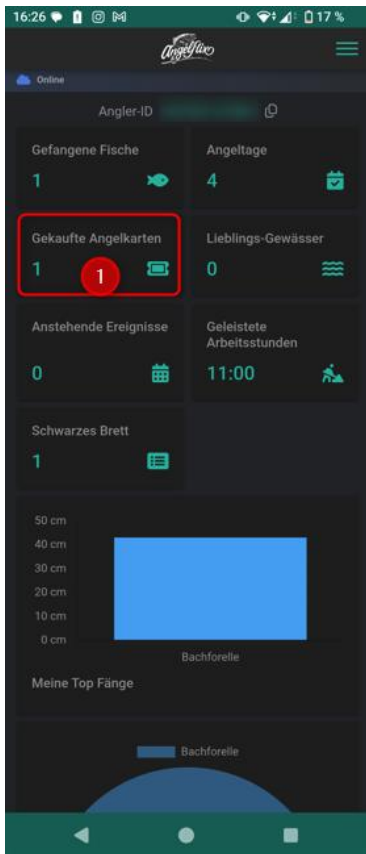 16:26
17 %
Angelfixo
Online
Angler-ID
Gefangene Fische
1
Angeltage
4
Gekaufte Angelkarten
1
1
Lieblings-Gewässer
0
Anstehende Ereignisse
0
Geleistete
Arbeitsstunden
11:00
Schwarzes Brett
1
50 cm
40 cm
30 cm
20 cm
10 cm
0 cm
Bachforelle
Meine Top Fänge
Bachforelle